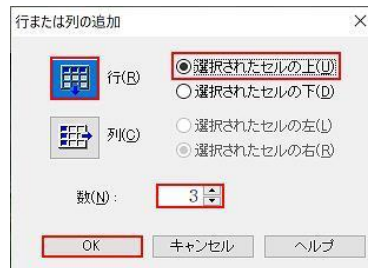 行または列の追加
行(R)
選択されたセルの上(U)
選択されたセルの下(D)
列(C)
選択されたセルの左(L)
選択されたセルの右(R)
数(N) : 3
OK キャンセル ヘルプ